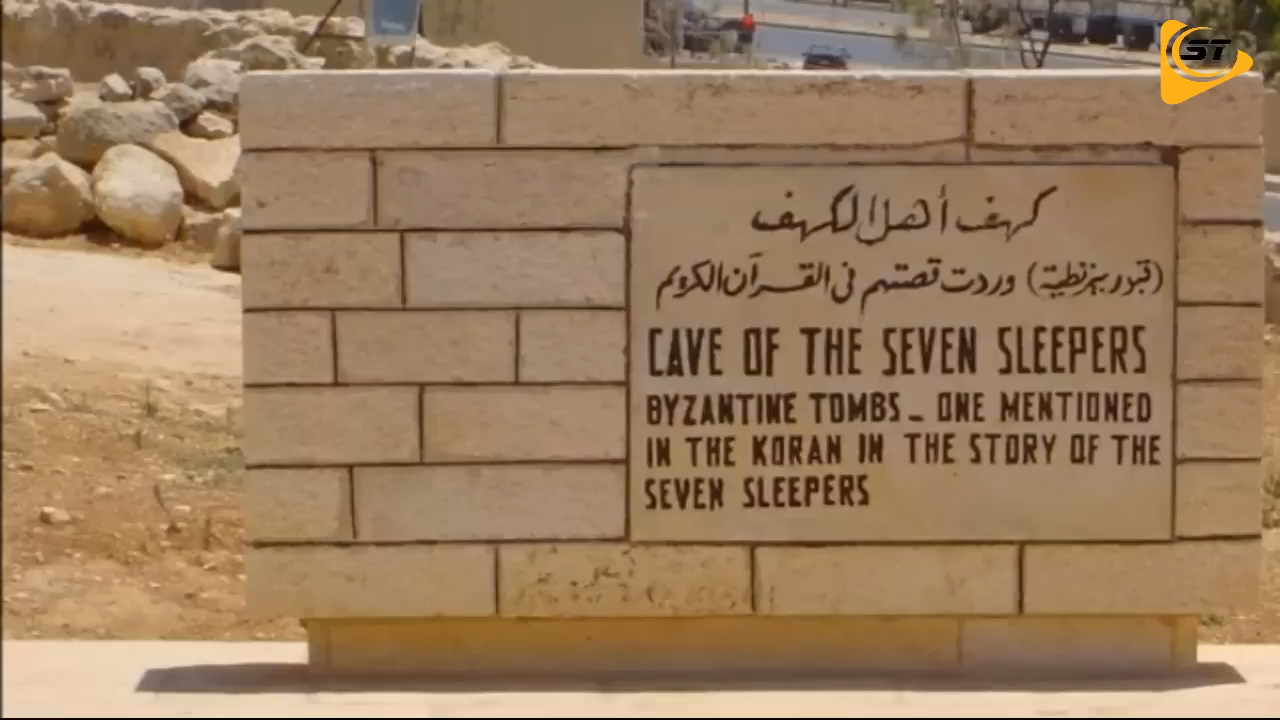 ST
كهف أهل الكهف
(قبور بيزنطية) وردت قصتهم في القرآن الكريم
CAVE OF THE SEVEN SLEEPERS
BYZANTINE TOMBS _ ONE MENTIONED
IN THE KORAN IN THE STORY OF THE
SEVEN SLEEPERS